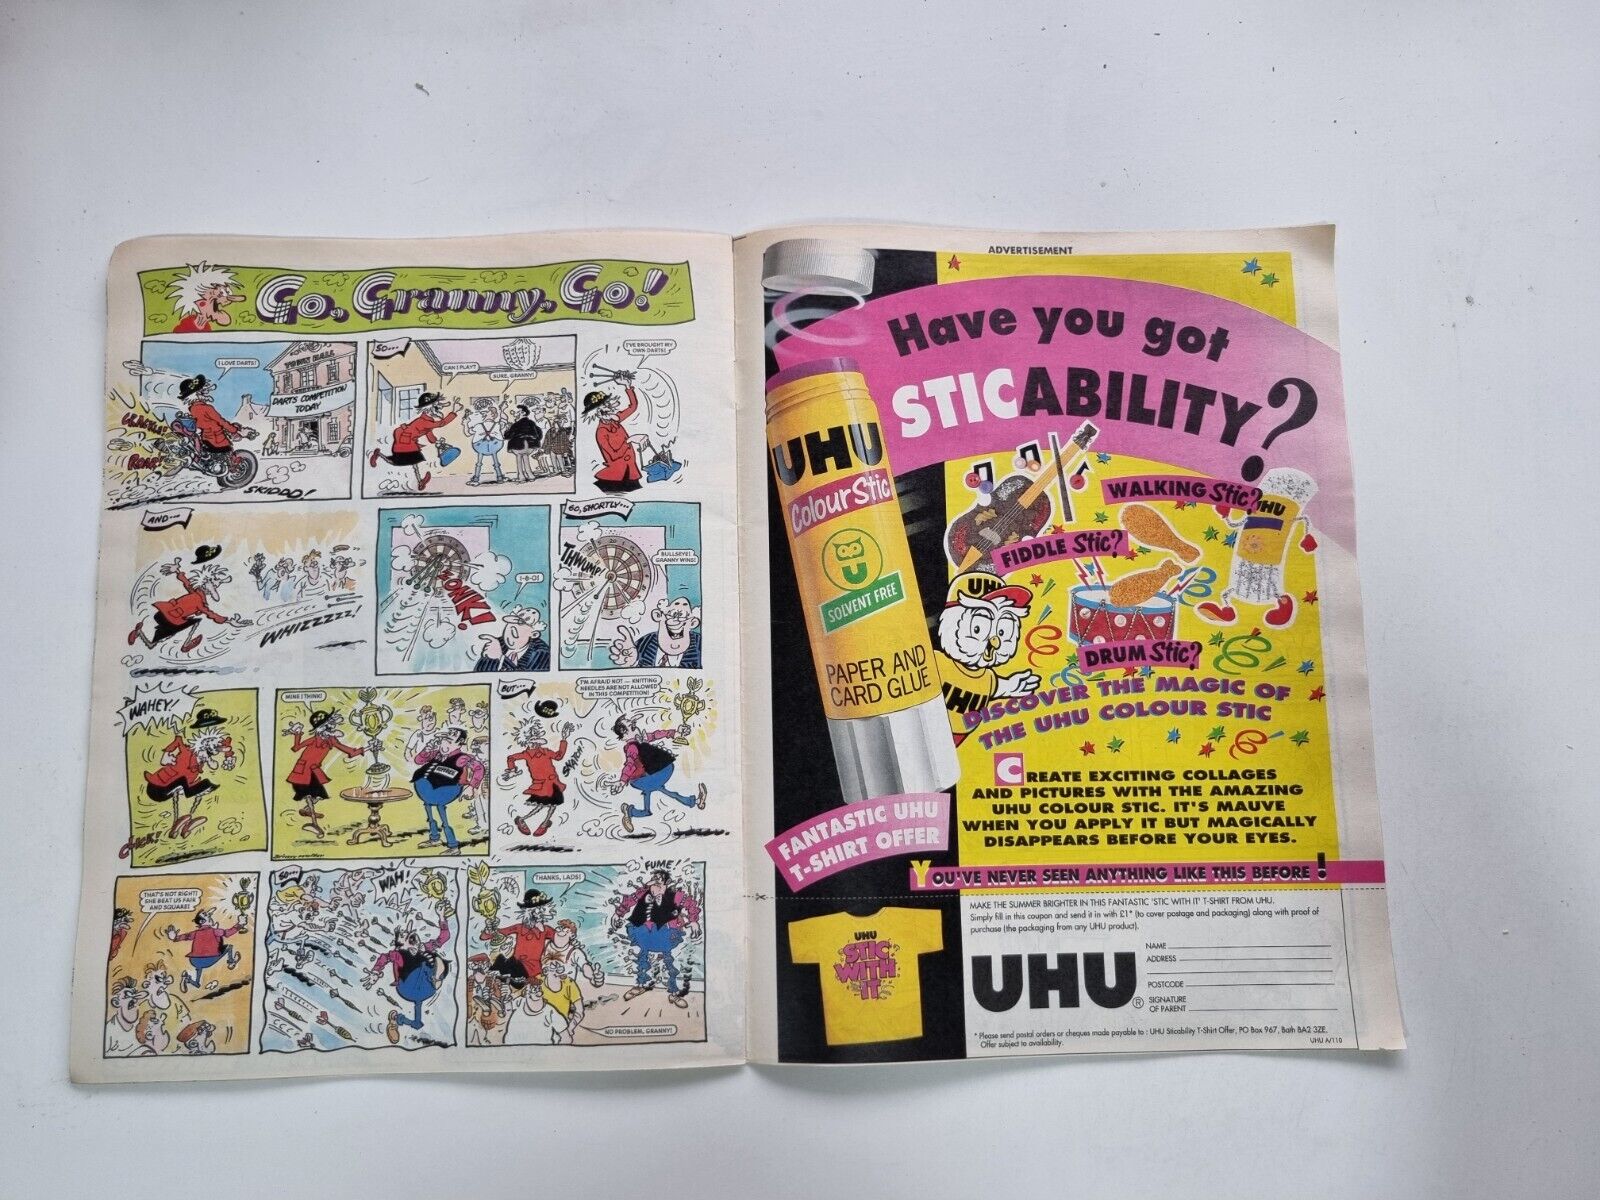 Go, Granny, Go!
I LOVE DARTS!
TOWN HALL
DARTS COMPETITION
TODAY
ROAR!
SKIDDD!
SO...
CAN I PLAY?
SURE, GRANNY!
I'VE BROUGHT MY
OWN DARTS!
AND...
WHIZZZZZ!
ZONK!
1-8-0!
SO, SHORTLY...
THWUMP!
BULLSEYE!
GRANNY WINS!
WAHEY!
CLICK!
MINE I THINK!
BUT...
I'M AFRAID NOT — KNITTING
NEEDLES ARE NOT ALLOWED
IN THIS COMPETITION!
THAT'S NOT RIGHT!
SHE BEAT US FAIR
AND SQUARE!
SO...
WAH!
THANKS, LADS!
FUME!
NO PROBLEM, GRANNY!
ADVERTISEMENT
Have you got
STICABILITY?
UHU
Colour Stic
SOLVENT FREE
PAPER AND
CARD GLUE
WALKING Stic?
UHU
FIDDLE Stic?
UHU
DRUM Stic?
UHU
DISCOVER THE MAGIC OF
THE UHU COLOUR STIC
CREATE EXCITING COLLAGES
AND PICTURES WITH THE AMAZING
UHU COLOUR STIC. IT'S MAUVE
WHEN YOU APPLY IT BUT MAGICALLY
DISAPPEARS BEFORE YOUR EYES.
FANTASTIC UHU
T-SHIRT OFFER
YOU'VE NEVER SEEN ANYTHING LIKE THIS BEFORE!
UHU
STIC
WITH
IT
MAKE THE SUMMER BRIGHTER IN THIS FANTASTIC 'STIC WITH IT' T-SHIRT FROM UHU.
Simply fill in this coupon and send it in with £1* (to cover postage and packaging) along with proof of
purchase (the packaging from any UHU product).
UHU®
NAME
ADDRESS
POSTCODE
SIGNATURE
OF PARENT
* Please send postal orders or cheques made payable to : UHU Sticability T-Shirt Offer, PO Box 967, Bath BA2 3ZE.
Offer subject to availability.
UHU A/110